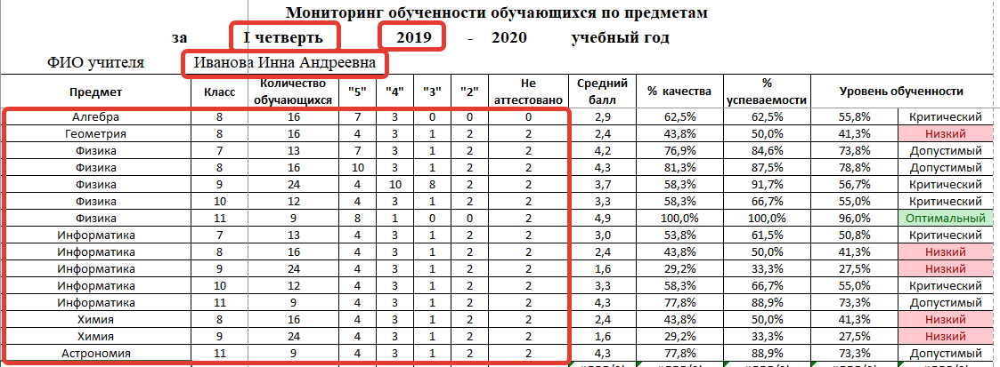 Мониторинг обученности обучающихся по предметам
за I четверть 2019 - 2020 учебный год
ФИО учителя Иванова Инна Андреевна
Предмет Класс Количество обучающихся "5" "4" "3" "2" Не аттестовано Средний балл % качества % успеваемости Уровень обученности
Алгебра 8 16 7 3 0 0 0 2,9 62,5% 62,5% 55,8% Критический
Геометрия 8 16 4 3 1 2 2 2,4 43,8% 50,0% 41,3% Низкий
Физика 7 13 7 3 1 2 2 4,2 76,9% 84,6% 73,8% Допустимый
Физика 8 16 10 3 1 2 2 4,3 81,3% 87,5% 78,8% Допустимый
Физика 9 24 4 10 8 2 2 3,7 58,3% 91,7% 56,7% Критический
Физика 10 12 4 3 1 2 2 3,3 58,3% 66,7% 55,0% Критический
Физика 11 9 8 1 0 0 2 4,9 100,0% 100,0% 96,0% Оптимальный
Информатика 7 13 4 3 1 2 2 3,0 53,8% 61,5% 50,8% Критический
Информатика 8 16 4 3 1 2 2 2,4 43,8% 50,0% 41,3% Низкий
Информатика 9 24 4 3 1 2 2 1,6 29,2% 33,3% 27,5% Низкий
Информатика 10 12 4 3 1 2 2 3,3 58,3% 66,7% 55,0% Критический
Информатика 11 9 4 3 1 2 2 4,3 77,8% 88,9% 73,3% Допустимый
Химия 8 16 4 3 1 2 2 2,4 43,8% 50,0% 41,3% Низкий
Химия 9 24 4 3 1 2 2 1,6 29,2% 33,3% 27,5% Низкий
Астрономия 11 9 4 3 1 2 2 4,3 77,8% 88,9% 73,3% Допустимый